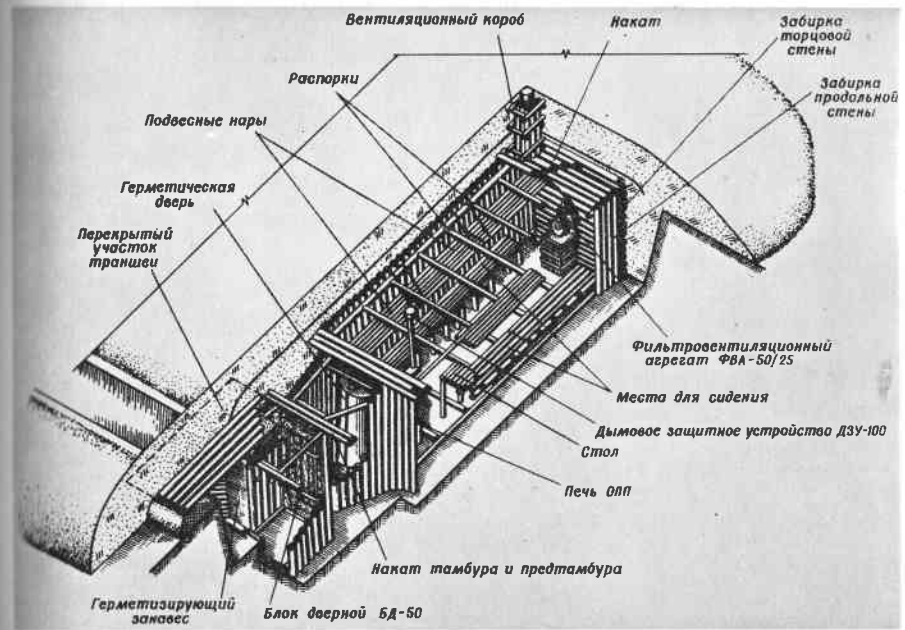 Вентиляционный короб
Накат
Забирка
торцовой
стены
Распорки
Забирка
продальной
стены
Подвесные нары
Герметическая
дверь
Перекрытый
участок
траншеи
Фильтровентиляционный
агрегат ФВА-50/25
Места для сидения
Дымовое защитное устройство ДЗУ-100
Стол
Печь ОПП
Накат тамбура и предтамбура
Герметизирующий
занавес
Блок дверной БД-50